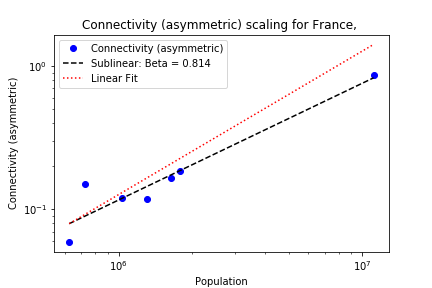 Connectivity (asymmetric) scaling for France,
Connectivity (asymmetric)
Sublinear: Beta = 0.814
Linear Fit
10⁰
10⁻¹
Connectivity (asymmetric)
10⁶
10⁷
Population